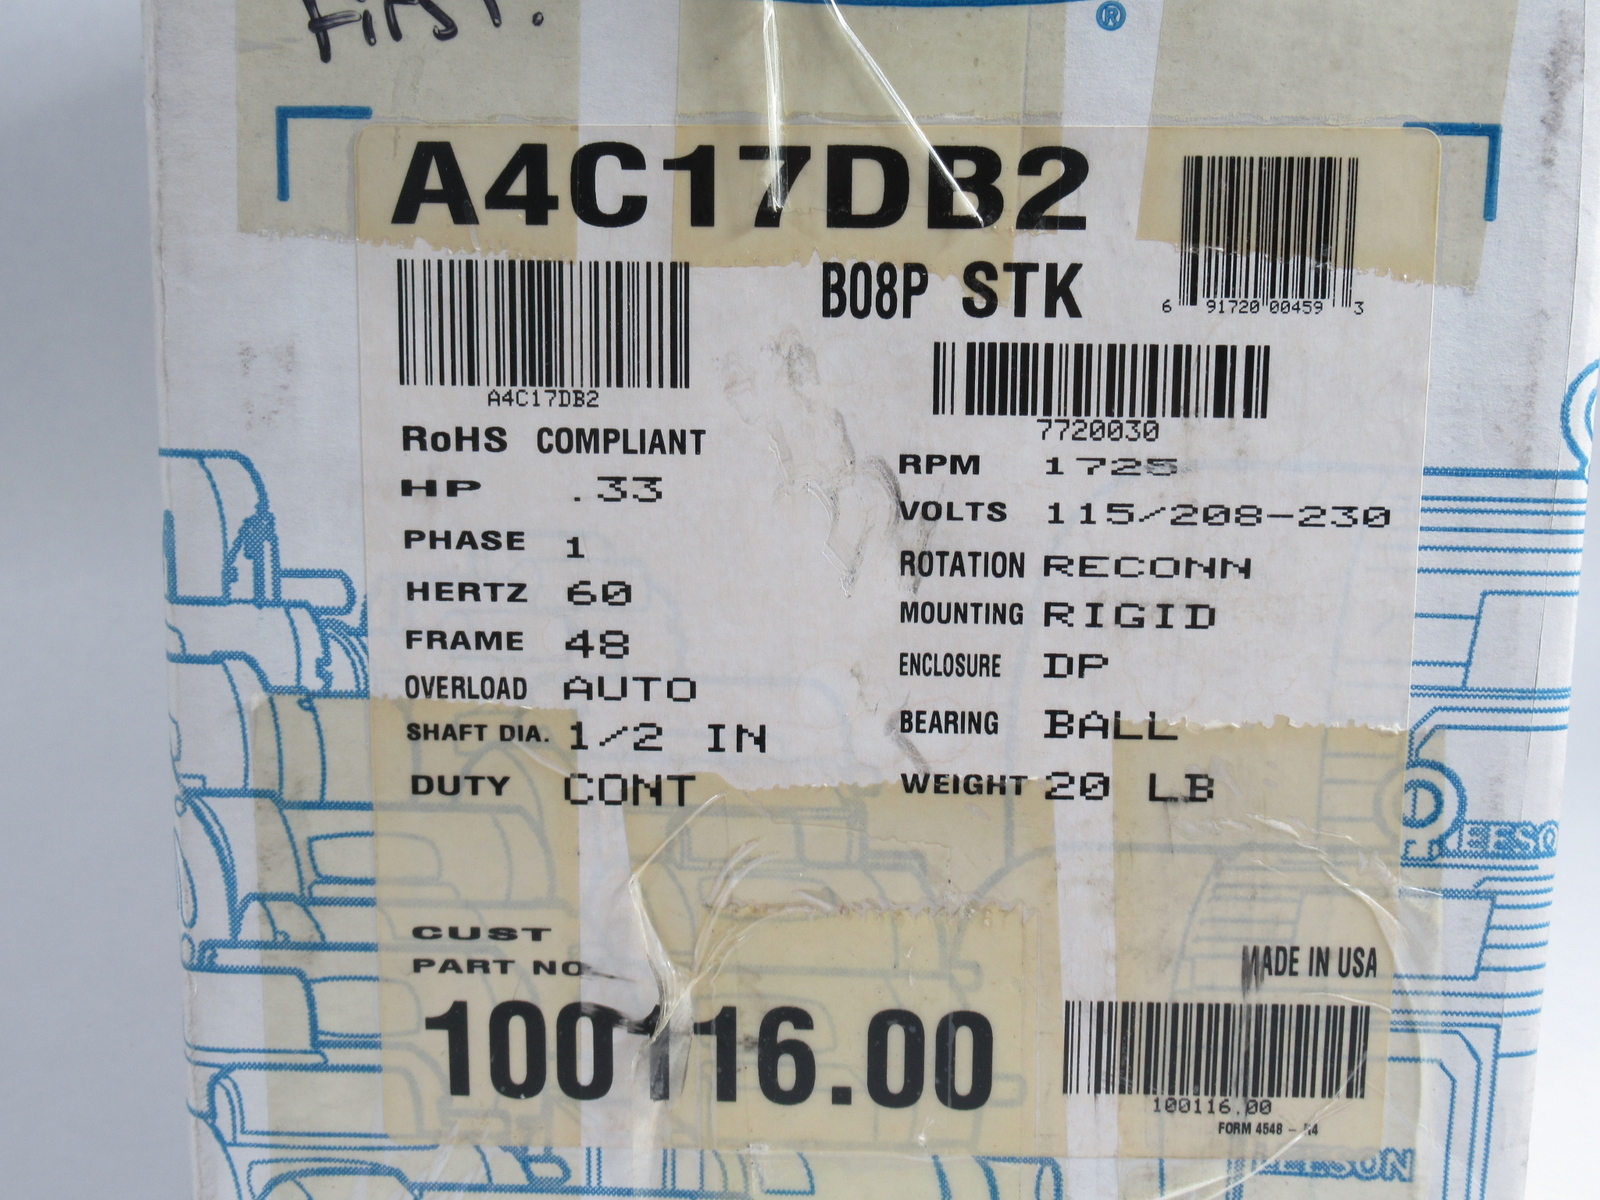 First.
®
A4C17DB2
B08P STK
6 91720 00459 3
A4C17DB2
7720030
RoHS COMPLIANT
HP .33
PHASE 1
HERTZ 60
FRAME 48
OVERLOAD AUTO
SHAFT DIA. 1/2 IN
DUTY CONT
RPM 1725
VOLTS 115/208-230
ROTATION RECONN
MOUNTING RIGID
ENCLOSURE DP
BEARING BALL
WEIGHT 20 LB
CUST
PART NO
100116.00
MADE IN USA
100116.00
FORM 4548 -